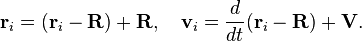 𝐫ᵢ = (𝐫ᵢ − 𝐑) + 𝐑, 𝐯ᵢ = d/dt (𝐫ᵢ − 𝐑) + 𝐕.